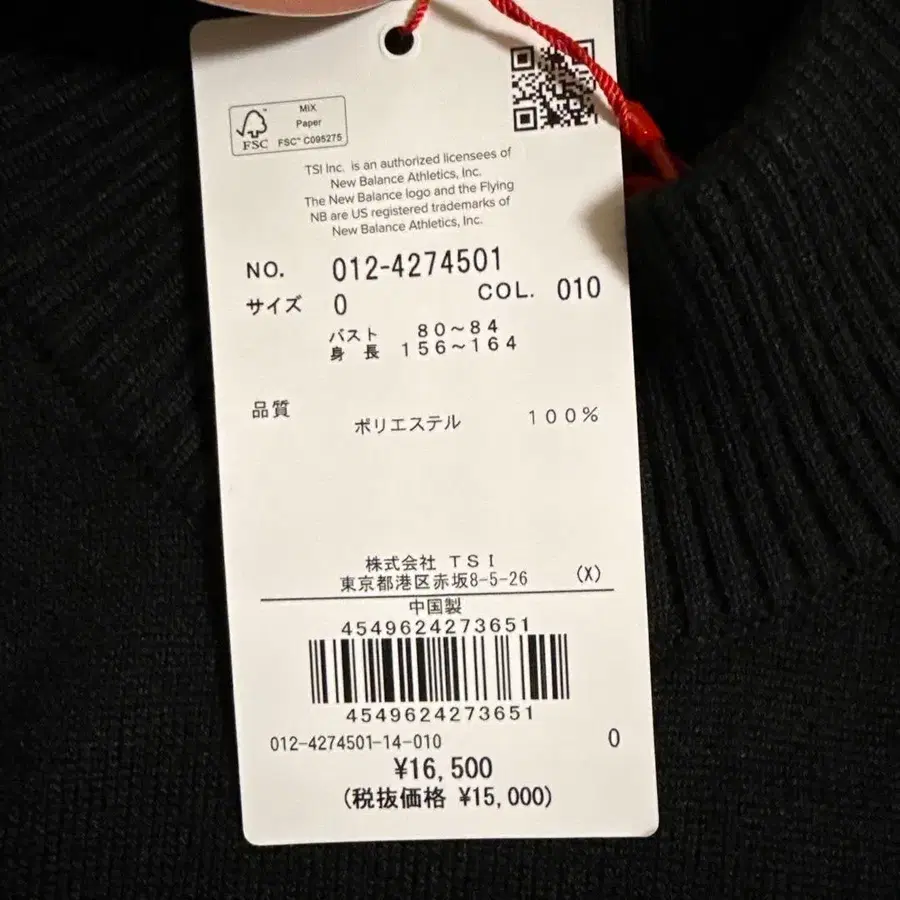 MIX
Paper
FSC™ C095275
FSC
TSI Inc. is an authorized licensees of
New Balance Athletics, Inc.
The New Balance logo and the Flying
NB are US registered trademarks of
New Balance Athletics, Inc.
NO. 012-4274501
サイズ 0 COL. 010
バスト 80~84
身長 156~164
品質
ポリエステル 100%
株式会社 TSI
東京都港区赤坂8-5-26 (X)
中国製
4549624273651
4549624273651
012-4274501-14-010 0
¥16,500
(税抜価格 ¥15,000)